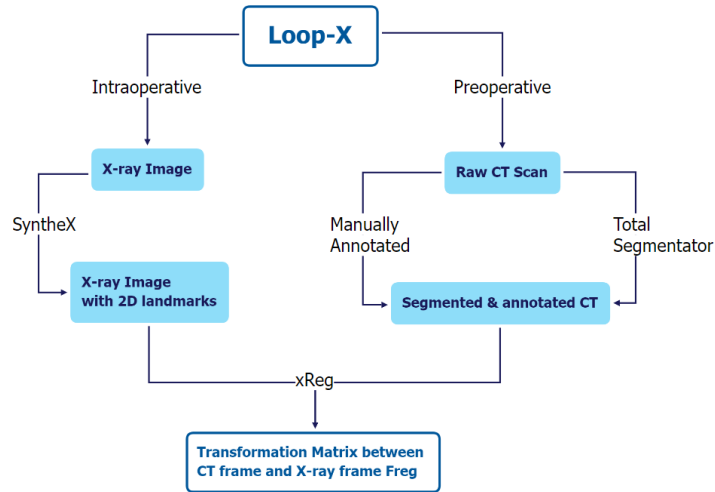 Loop-X
Intraoperative
Preoperative
X-ray Image
Raw CT Scan
SyntheX
Manually
Annotated
Total
Segmentator
X-ray Image
with 2D landmarks
Segmented & annotated CT
xReg
Transformation Matrix between
CT frame and X-ray frame Freg